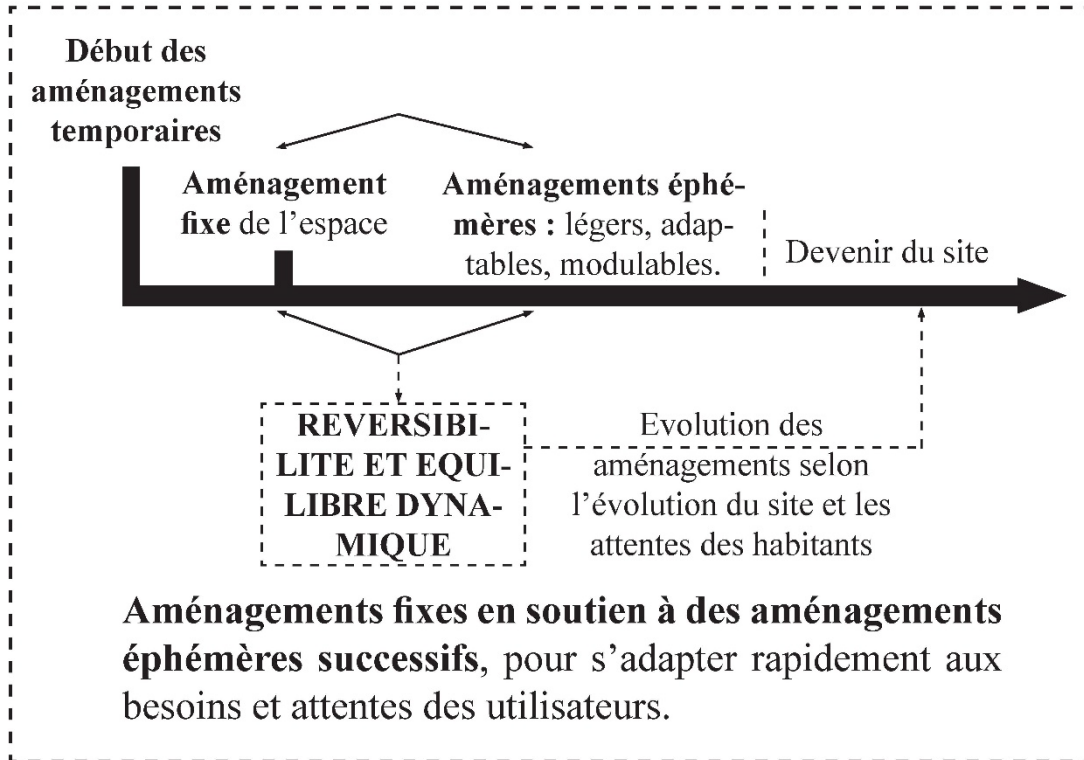 Début des
aménagements
temporaires
Aménagement
fixe de l’espace
Aménagements éphé-
mères : légers, adap-
tables, modulables.
Devenir du site
REVERSIBI-
LITE ET EQUI-
LIBRE DYNA-
MIQUE
Evolution des
aménagements selon
l’évolution du site et les
attentes des habitants
Aménagements fixes en soutien à des aménagements
éphémères successifs, pour s’adapter rapidement aux
besoins et attentes des utilisateurs.